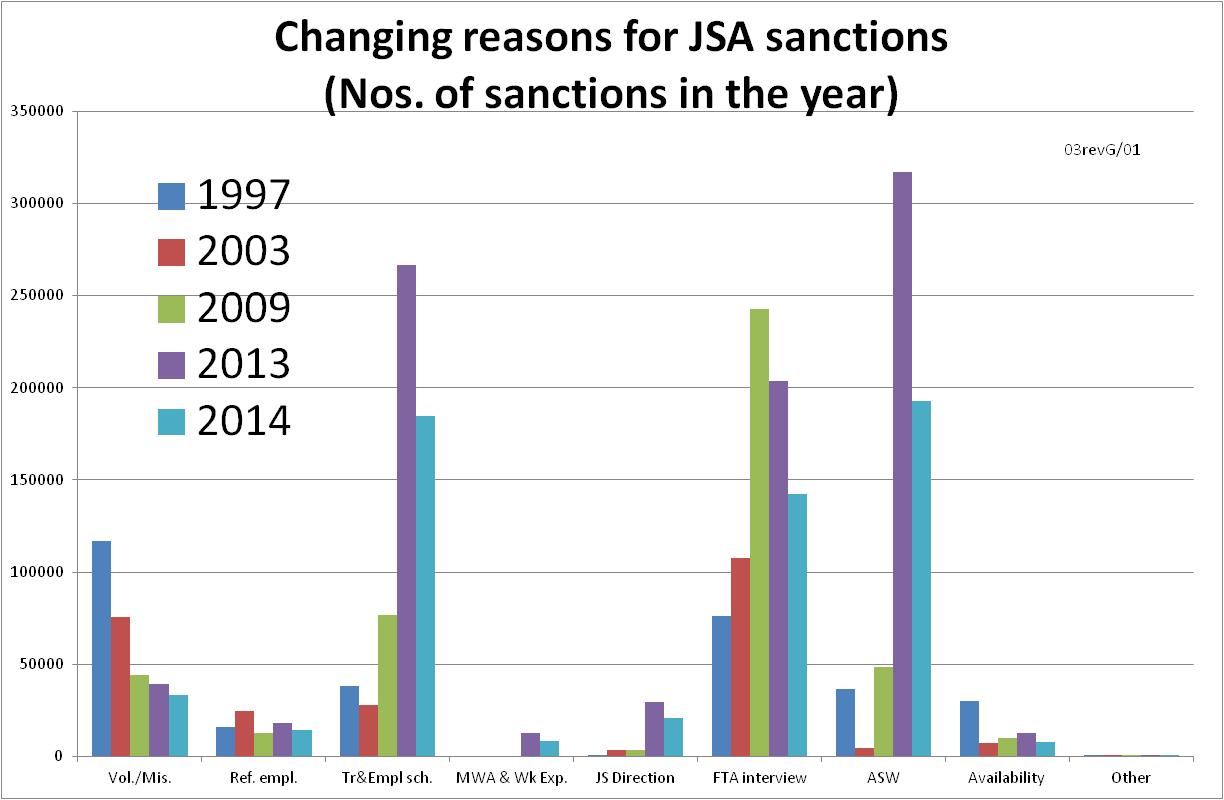 Changing reasons for JSA sanctions
(Nos. of sanctions in the year)
350000
03revG/01
1997
300000
2003
250000
2009
2013
200000
2014
150000
100000
50000
0
Vol./Mis.
Ref. empl.
Tr&Empl sch.
MWA & Wk Exp.
JS Direction
FTA interview
ASW
Availability
Other